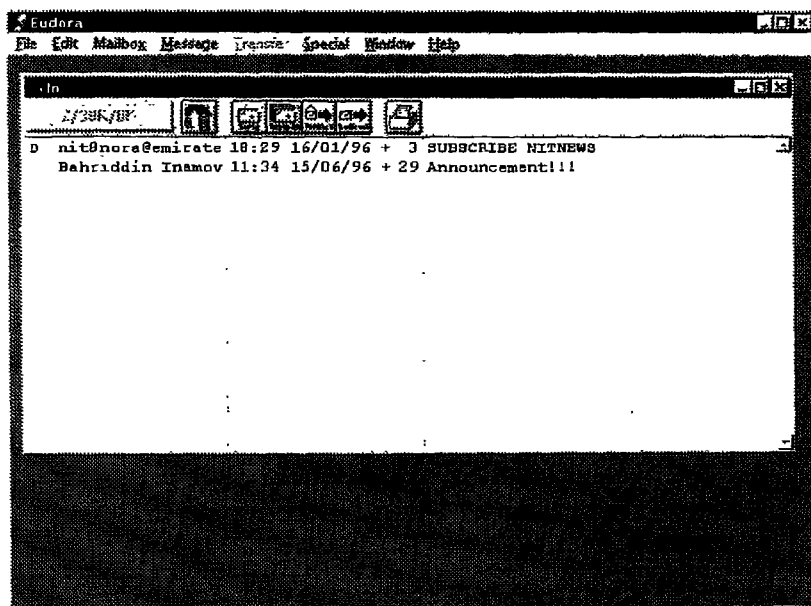 Eudora
File Edit Mailbox Message Transfer Special Window Help
In
D nit@nora@emirate 18:29 16/01/96 + 3 SUBSCRIBE NITNEWS
Bahriddin Inamov 11:34 15/06/96 + 29 Announcement!!!